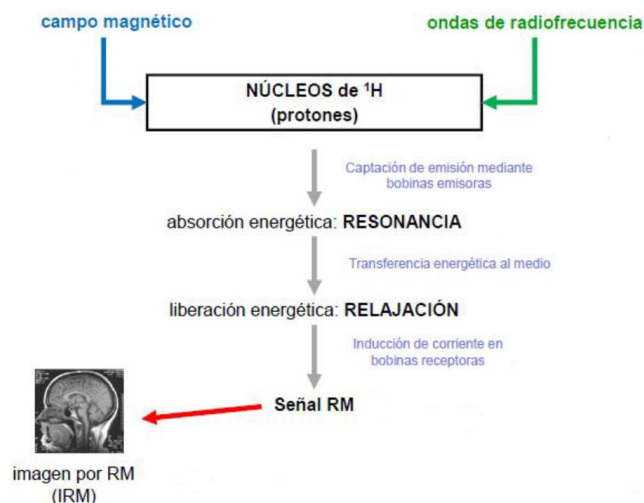 campo magnético
ondas de radiofrecuencia
NÚCLEOS de ¹H
(protones)
Captación de emisión mediante
bobinas emisoras
absorción energética: RESONANCIA
Transferencia energética al medio
liberación energética: RELAJACIÓN
Inducción de corriente en
bobinas receptoras
Señal RM
imagen por RM
(IRM)